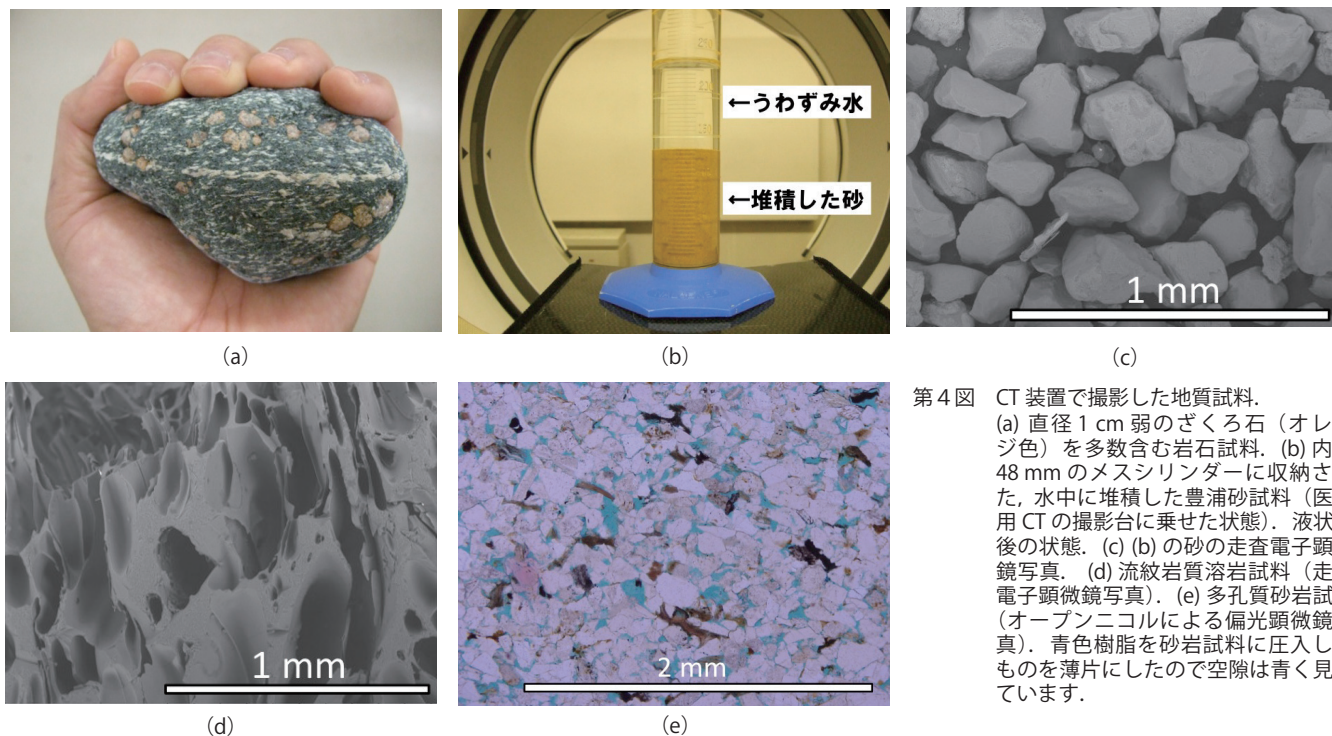 ←うわずみ水
←堆積した砂
1 mm
(a)
(b)
(c)
1 mm
2 mm
(d)
(e)
第4図 CT 装置で撮影した地質試料.
(a) 直径 1 cm 弱のざくろ石（オレ
ジ色）を多数含む岩石試料. (b) 内
48 mm のメスシリンダーに収納さ
た, 水中に堆積した豊浦砂試料（医
用 CT の撮影台に乗せた状態）. 液状
後の状態. (c) (b) の砂の走査電子顕
鏡写真. (d) 流紋岩質溶岩試料（走
電子顕微鏡写真）. (e) 多孔質砂岩試
（オープンニコルによる偏光顕微鏡
真）. 青色樹脂を砂岩試料に圧入し
ものを薄片にしたので空隙は青く見
ています.